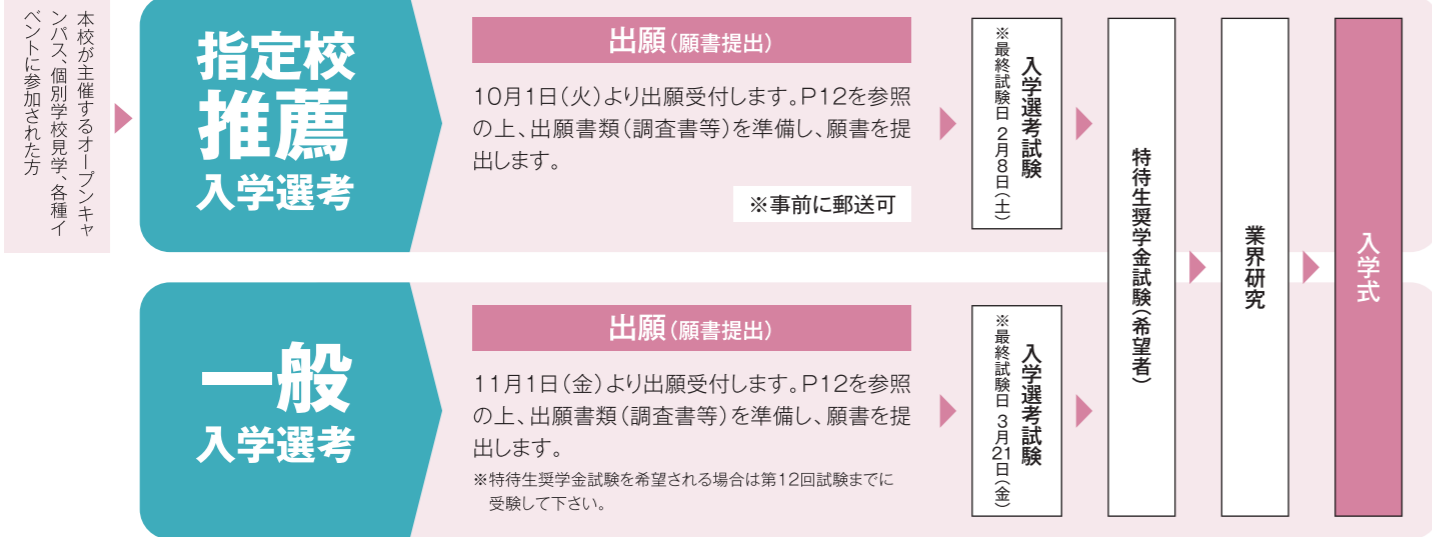 本校が主催するオープンキャ
ンパス、個別学校見学、各種イ
ベントに参加された方
指定校
推薦
入学選考
出願（願書提出）
10月1日（火）より出願受付します。P12を参照
の上、出願書類（調査書等）を準備し、願書を提
出します。
※事前に郵送可
入学選考試験
※最終試験日 2月8日（土）
一般
入学選考
出願（願書提出）
11月1日（金）より出願受付します。P12を参照
の上、出願書類（調査書等）を準備し、願書を提
出します。
※特待生奨学金試験を希望される場合は第12回試験までに
受験して下さい。
入学選考試験
※最終試験日 3月21日（金）
特待生奨学金試験（希望者）
業界研究
入学式